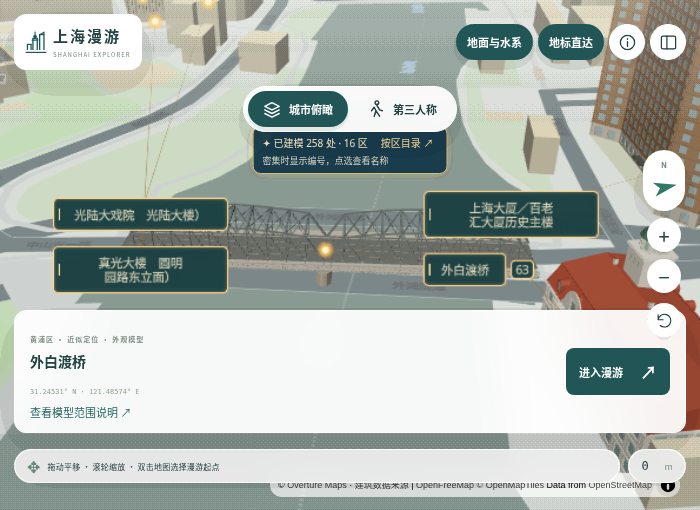 上海漫游
SHANGHAI EXPLORER
地面与水系
地标直达
城市俯瞰
第三人称
✦ 已建模 258 处 · 16 区 按区目录 ↗
密集时显示编号，点选查看名称
N
光陆大戏院 光陆大楼）
上海大厦／百老
汇大厦历史主楼
真光大楼 圆明
园路东立面）
外白渡桥 63
黄浦区 · 近似定位 · 外观模型
外白渡桥
31.24531° N · 121.48574° E
查看模型范围说明 ↗
进入漫游 ↗
拖动平移 · 滚轮缩放 · 双击地图选择漫游起点
0 m
© Overture Maps · 建筑数据来源 | OpenFreeMap © OpenMapTiles Data from OpenStreetMap